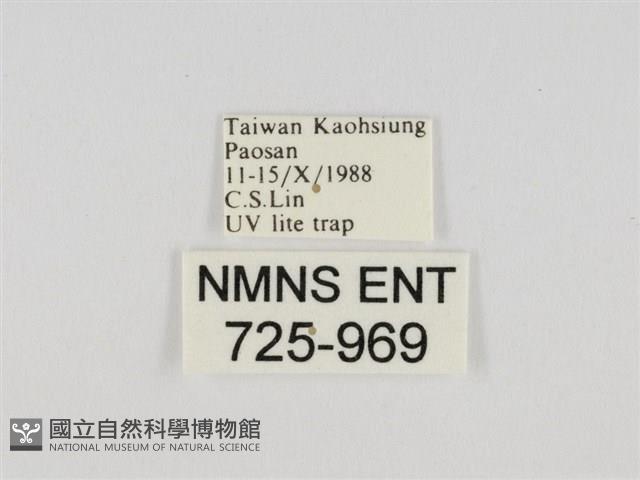 Taiwan Kaohsiung
Paosan
11-15/X/1988
C.S.Lin
UV lite trap
NMNS ENT
725-969
國立自然科學博物館
NATIONAL MUSEUM OF NATURAL SCIENCE